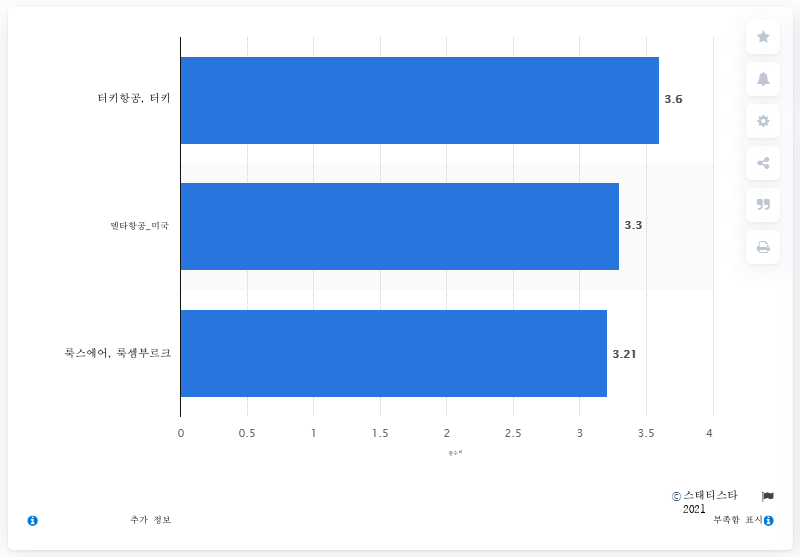 터키항공, 터키
3.6
델타항공_미국
3.3
룩스에어, 룩셈부르크
3.21
0 0.5 1 1.5 2 2.5 3 3.5 4
점수*
© 스태티스타
2021
추가 정보
부족함 표시